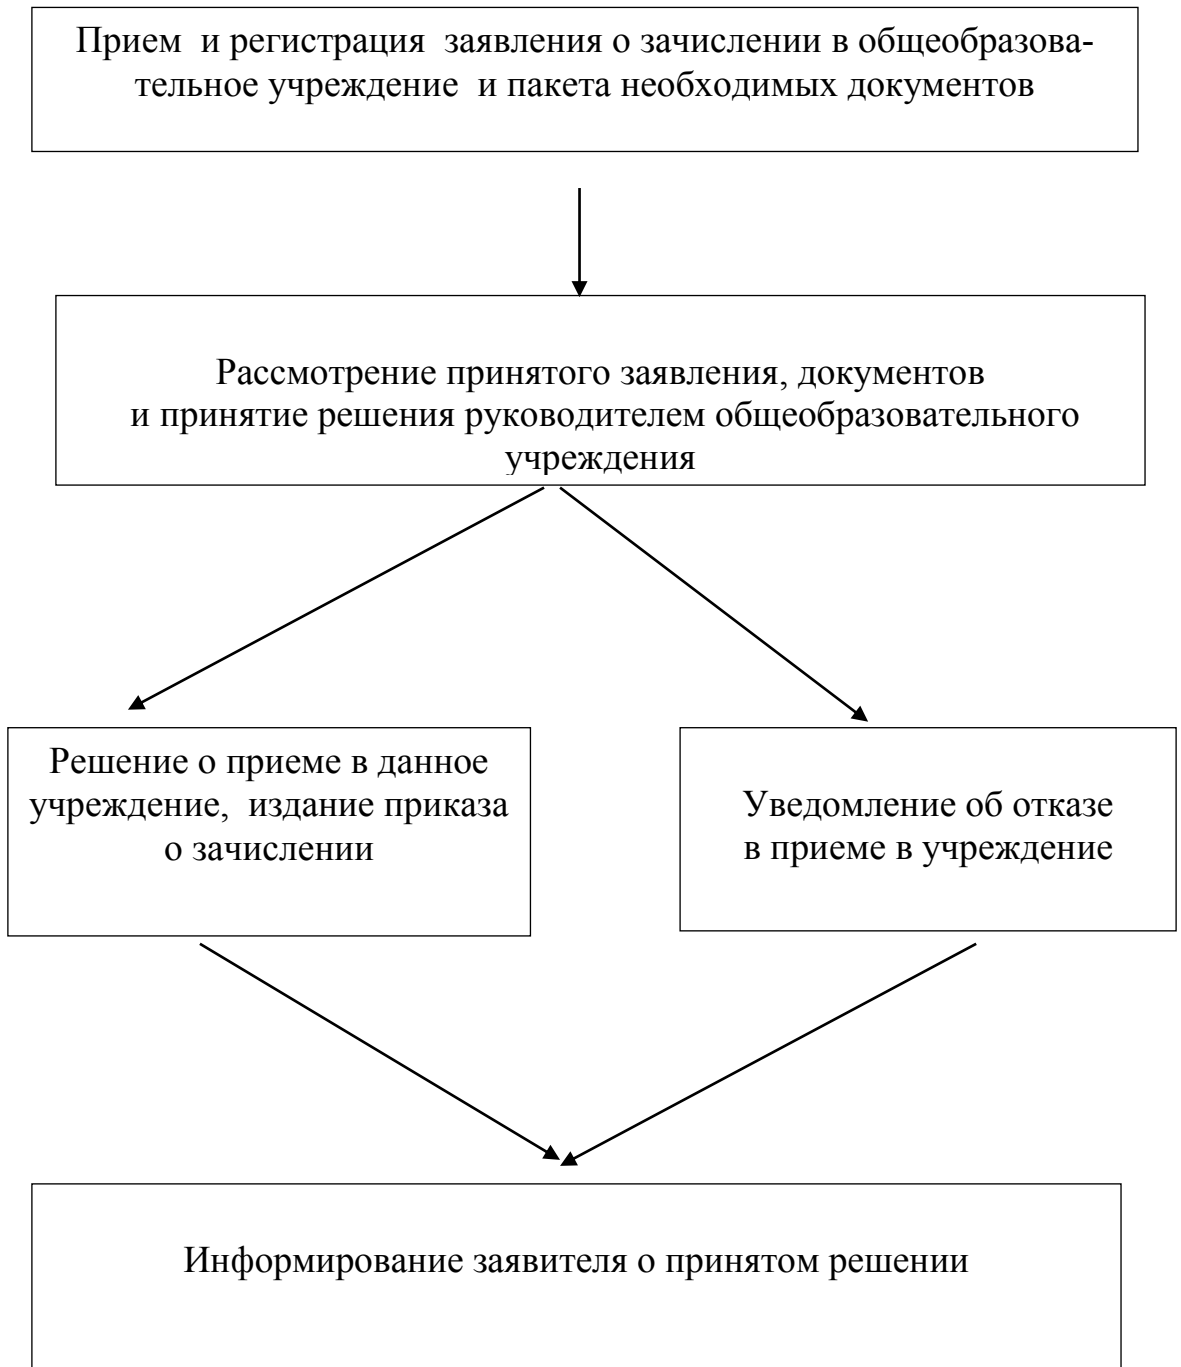 Прием и регистрация заявления о зачислении в общеобразова-
тельное учреждение и пакета необходимых документов
Рассмотрение принятого заявления, документов
и принятие решения руководителем общеобразовательного
учреждения
Решение о приеме в данное
учреждение, издание приказа
о зачислении
Уведомление об отказе
в приеме в учреждение
Информирование заявителя о принятом решении